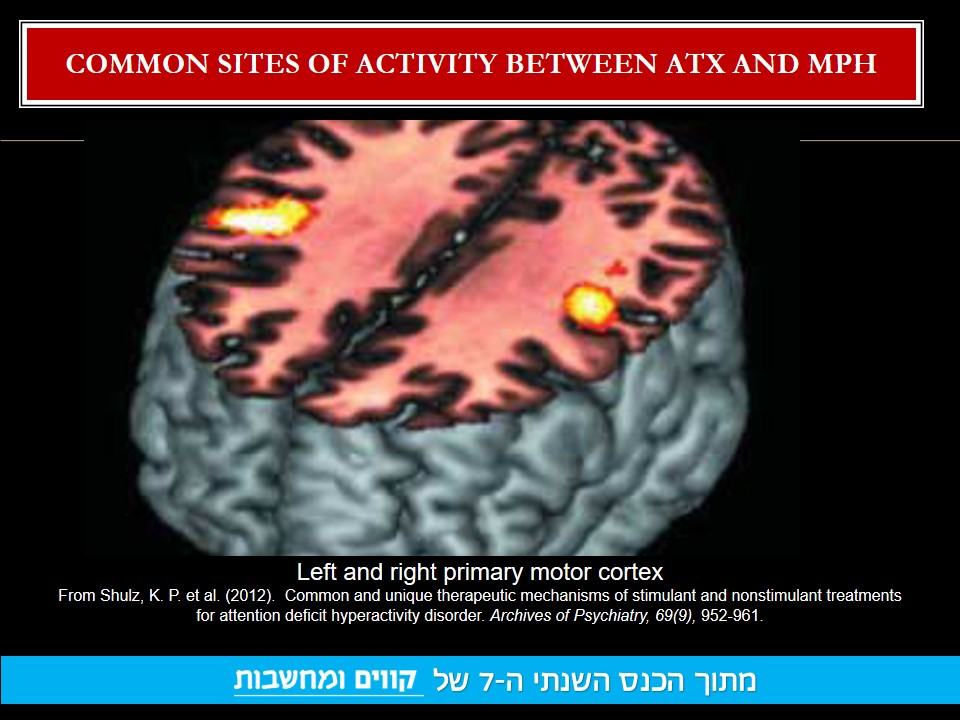 COMMON SITES OF ACTIVITY BETWEEN ATX AND MPH
Left and right primary motor cortex
From Shulz, K. P. et al. (2012). Common and unique therapeutic mechanisms of stimulant and nonstimulant treatments
for attention deficit hyperactivity disorder. Archives of Psychiatry, 69(9), 952-961.
מתוך הכנס השנתי ה-7 של קווים ומחשבות